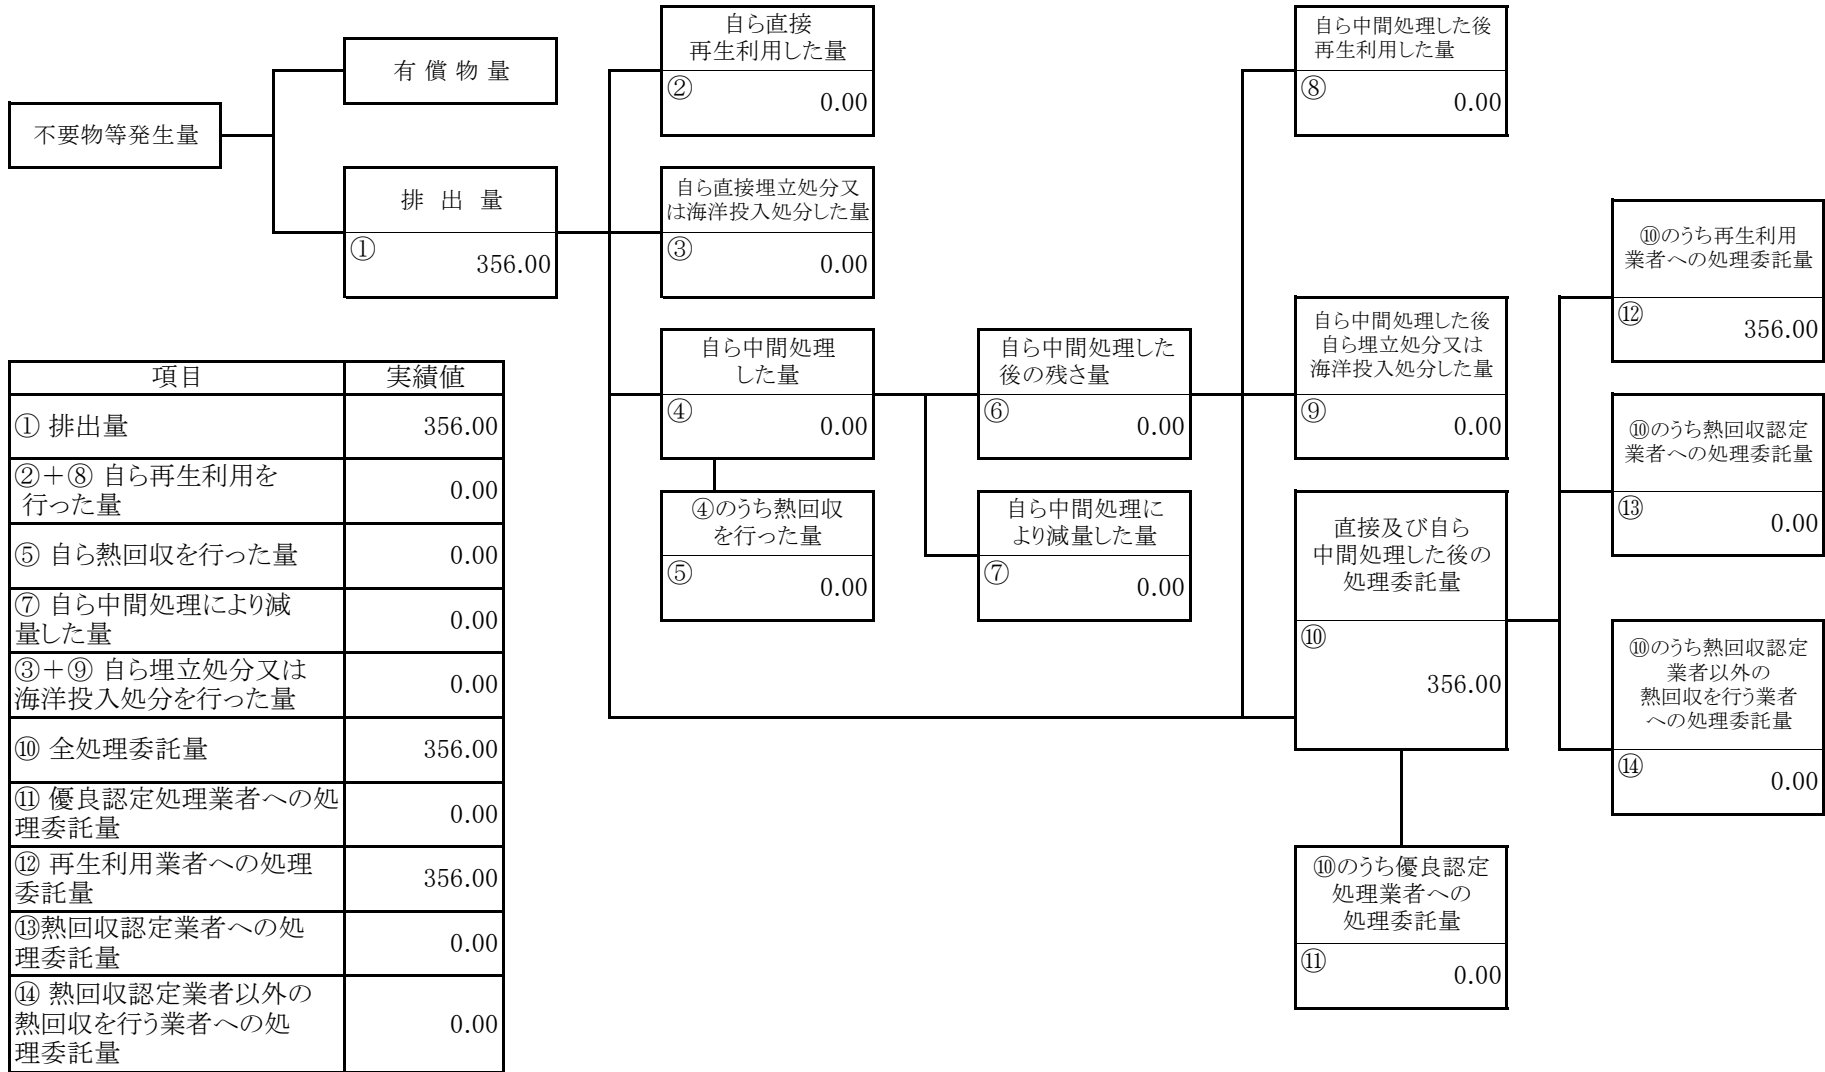 不要物等発生量
有 償 物 量
排 出 量
①
356.00
自ら直接
再生利用した量
②
0.00
自ら直接埋立処分又
は海洋投入処分した量
③
0.00
自ら中間処理
した量
④
0.00
④のうち熱回収
を行った量
⑤
0.00
自ら中間処理した
後の残さ量
⑥
0.00
自ら中間処理に
より減量した量
⑦
0.00
自ら中間処理した後
再生利用した量
⑧
0.00
自ら中間処理した後
自ら埋立処分又は
海洋投入処分した量
⑨
0.00
直接及び自ら
中間処理した後の
処理委託量
⑩
356.00
⑩のうち優良認定
処理業者への
処理委託量
⑪
0.00
⑩のうち再生利用
業者への処理委託量
⑫
356.00
⑩のうち熱回収認定
業者への処理委託量
⑬
0.00
⑩のうち熱回収認定
業者以外の
熱回収を行う業者
への処理委託量
⑭
0.00
項目 実績値
① 排出量 356.00
②＋⑧ 自ら再生利用を
行った量 0.00
⑤ 自ら熱回収を行った量 0.00
⑦ 自ら中間処理により減
量した量 0.00
③＋⑨ 自ら埋立処分又は
海洋投入処分を行った量 0.00
⑩ 全処理委託量 356.00
⑪ 優良認定処理業者への処
理委託量 0.00
⑫ 再生利用業者への処理
委託量 356.00
⑬熱回収認定業者への処
理委託量 0.00
⑭ 熱回収認定業者以外の
熱回収を行う業者への処
理委託量 0.00